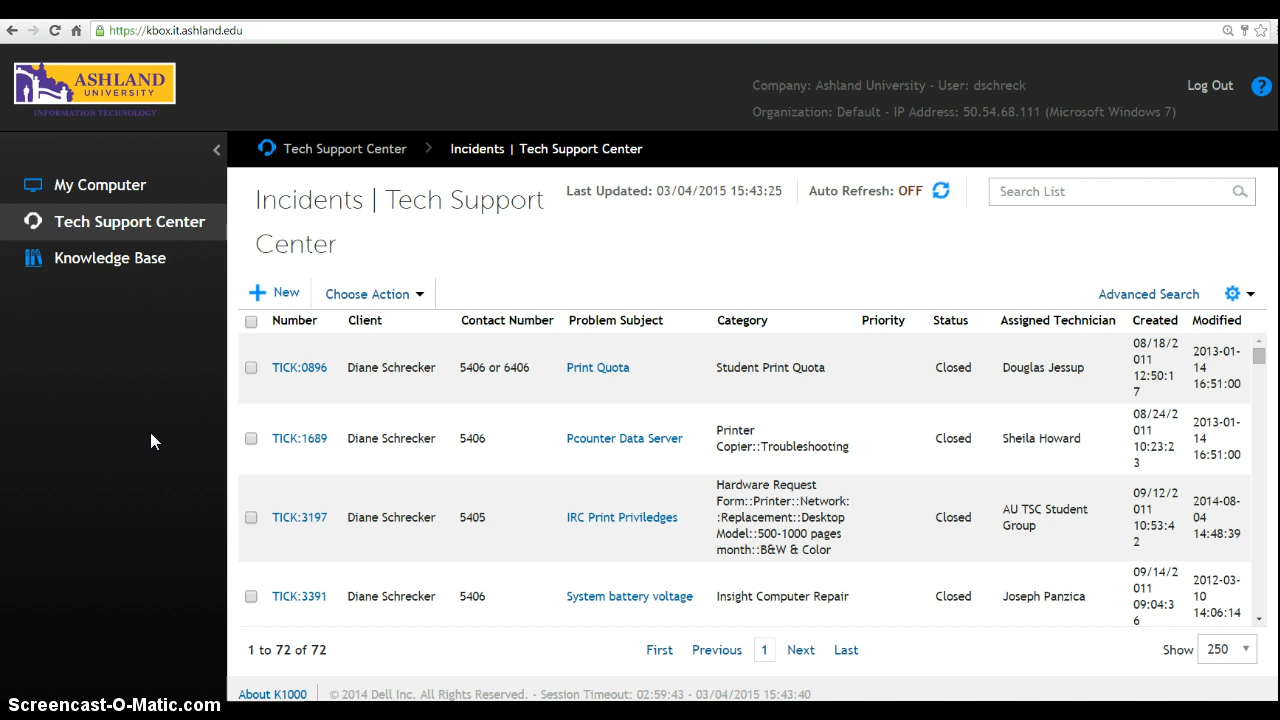 https://kbox.it.ashland.edu
ASHLAND
UNIVERSITY
INFORMATION TECHNOLOGY
Company: Ashland University - User: dschreck
Organization: Default - IP Address: 50.54.68.111 (Microsoft Windows 7)
Log Out
?
My Computer
Tech Support Center
Knowledge Base
Tech Support Center > Incidents | Tech Support Center
Incidents | Tech Support
Center
Last Updated: 03/04/2015 15:43:25
Auto Refresh: OFF
Search List
New
Choose Action
Advanced Search
Number Client Contact Number Problem Subject Category Priority Status Assigned Technician Created Modified
TICK:0896 Diane Schrecker 5406 or 6406 Print Quota Student Print Quota Closed Douglas Jessup
08/18/2
011
12:50:1
7
2013-01-
14
16:51:00
TICK:1689 Diane Schrecker 5406 Pcounter Data Server
Printer
Copier::Troubleshooting
Closed Sheila Howard
08/24/2
011
10:23:2
3
2013-01-
14
16:51:00
TICK:3197 Diane Schrecker 5405 IRC Print Priviledges
Hardware Request
Form::Printer::Network:
:Replacement::Desktop
Model::500-1000 pages
month::B&W & Color
Closed
AU TSC Student
Group
09/12/2
011
10:53:4
2
2014-08-
04
14:48:39
TICK:3391 Diane Schrecker 5406 System battery voltage Insight Computer Repair Closed Joseph Panzica
09/14/2
011
09:04:3
6
2012-03-
10
14:06:14
1 to 72 of 72
First Previous 1 Next Last
Show 250
About K1000
© 2014 Dell Inc. All Rights Reserved. - Session Timeout: 02:59:43 - 03/04/2015 15:43:40
Screencast-O-Matic.com